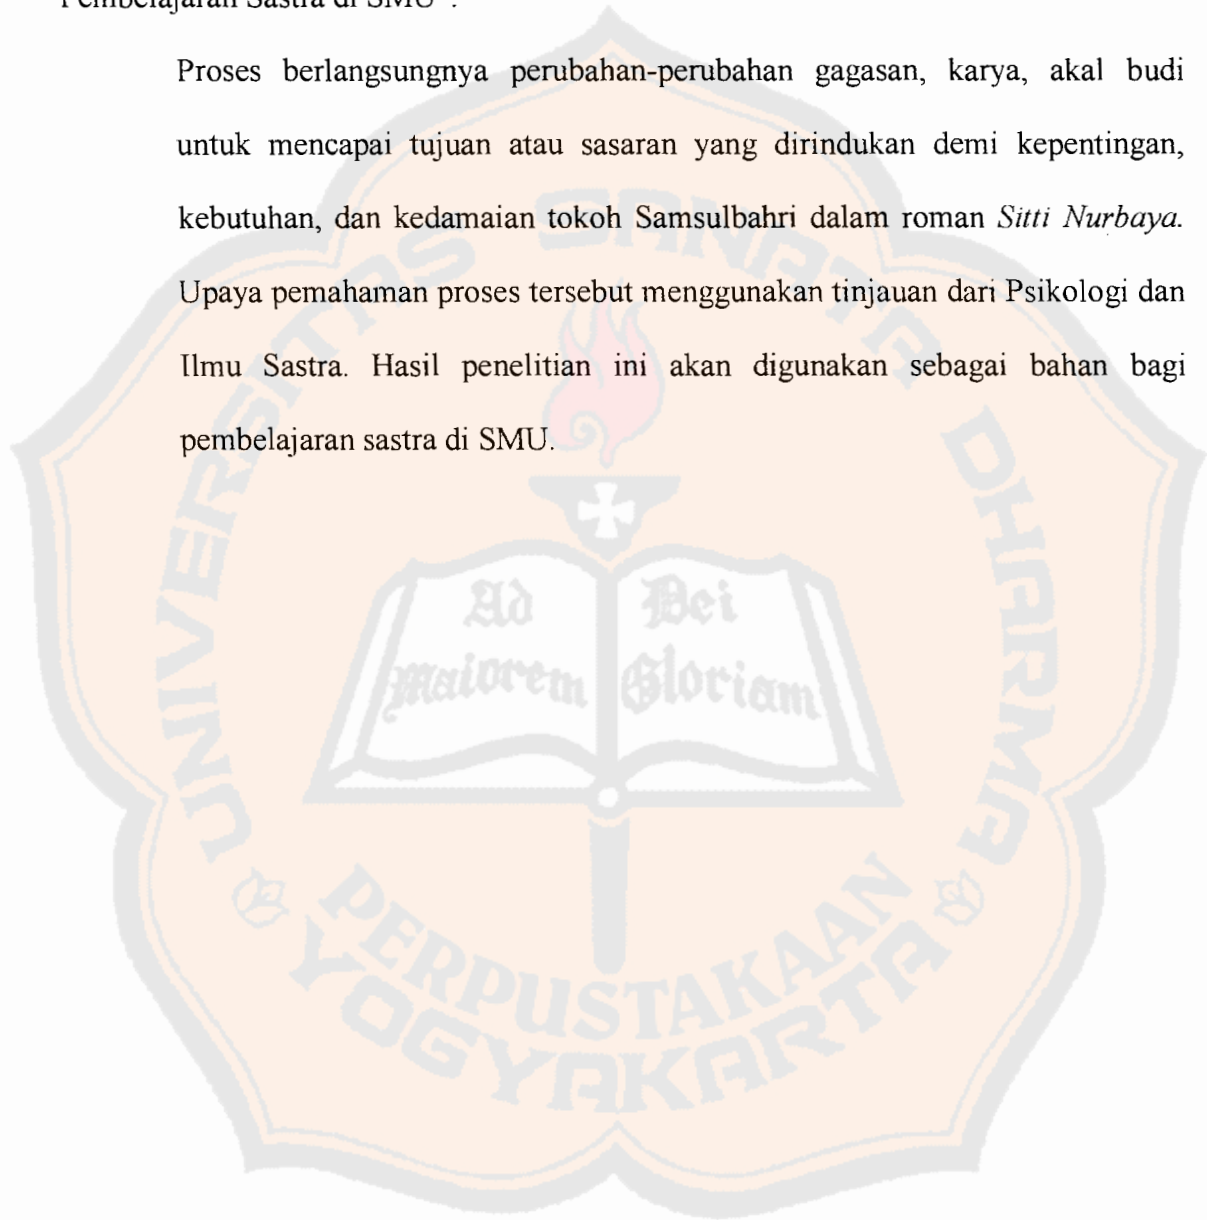 Pembelajaran Sastra di SMU".
Proses berlangsungnya perubahan-perubahan gagasan, karya, akal budi
untuk mencapai tujuan atau sasaran yang dirindukan demi kepentingan,
kebutuhan, dan kedamaian tokoh Samsulbahri dalam roman Sitti Nurbaya.
Upaya pemahaman proses tersebut menggunakan tinjauan dari Psikologi dan
Ilmu Sastra. Hasil penelitian ini akan digunakan sebagai bahan bagi
pembelajaran sastra di SMU.
UNIVERSITAS SANATA DHARMA
Ad
maiorem
Dei
Gloriam
PERPUSTAKAAN
YOGYAKARTA